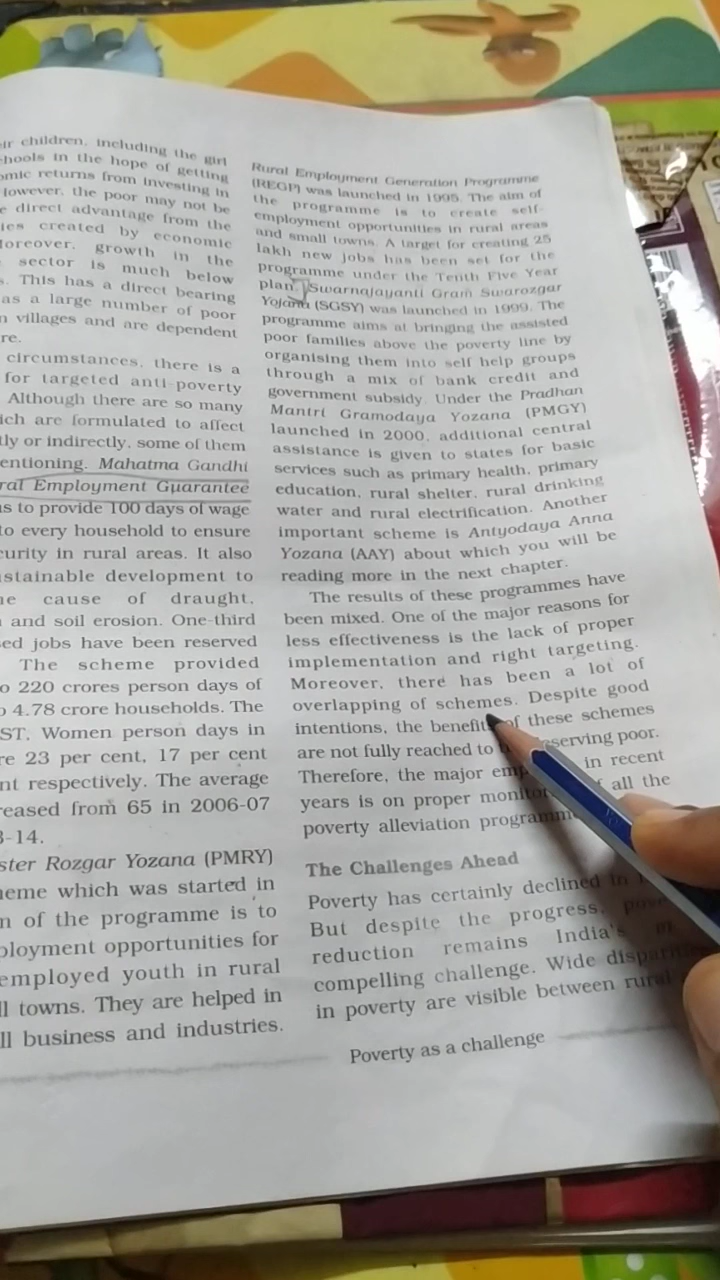 ir children, including the girl
hools in the hope of getting
omic returns from investing in
However, the poor may not be
e direct advantage from the
ies created by economic
Moreover, growth in the
sector is much below
s. This has a direct bearing
as a large number of poor
n villages and are dependent
re.
circumstances, there is a
for targeted anti-poverty
Although there are so many
ich are formulated to affect
tly or indirectly, some of them
entioning. Mahatma Gandhi
ral Employment Guarantee
s to provide 100 days of wage
to every household to ensure
curity in rural areas. It also
ustainable development to
e cause of draught,
and soil erosion. One-third
sed jobs have been reserved
The scheme provided
o 220 crores person days of
4.78 crore households. The
ST, Women person days in
re 23 per cent, 17 per cent
nt respectively. The average
reased from 65 in 2006-07
3-14.
ster Rozgar Yozana (PMRY)
heme which was started in
n of the programme is to
ployment opportunities for
employed youth in rural
ll towns. They are helped in
ll business and industries.
Rural Employment Generation Programme
(REGP) was launched in 1995. The aim of
the programme is to create self-
employment opportunities in rural areas
and small towns. A target for creating 25
lakh new jobs has been set for the
programme under the Tenth Five Year
plan. Swarnajayanti Gram Swarozgar
Yojana (SGSY) was launched in 1999. The
programme aims at bringing the assisted
poor families above the poverty line by
organising them into self help groups
through a mix of bank credit and
government subsidy. Under the Pradhan
Mantri Gramodaya Yozana (PMGY)
launched in 2000, additional central
assistance is given to states for basic
services such as primary health, primary
education, rural shelter, rural drinking
water and rural electrification. Another
important scheme is Antyodaya Anna
Yozana (AAY) about which you will be
reading more in the next chapter.
The results of these programmes have
been mixed. One of the major reasons for
less effectiveness is the lack of proper
implementation and right targeting.
Moreover, there has been a lot of
overlapping of schemes. Despite good
intentions, the benefits of these schemes
are not fully reached to serving poor.
Therefore, the major emp in recent
years is on proper monitor all the
poverty alleviation programm
The Challenges Ahead
Poverty has certainly declined in
But despite the progress,
reduction remains India's
compelling challenge. Wide
in poverty are visible between rural
Poverty as a challenge